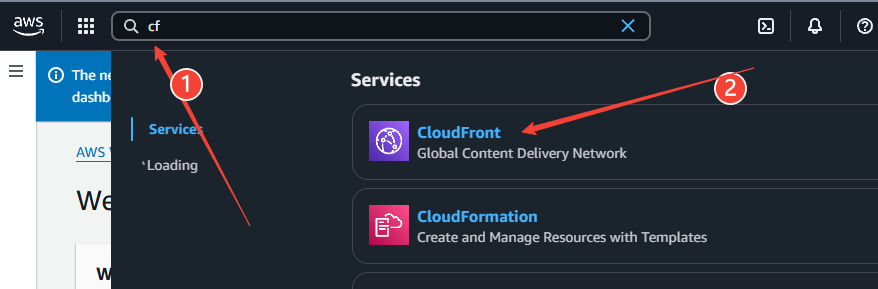 aws
cf
1
2
The ne
dashb
Services
Services
Loading
CloudFront
Global Content Delivery Network
AWS
We
CloudFormation
Create and Manage Resources with Templates
W